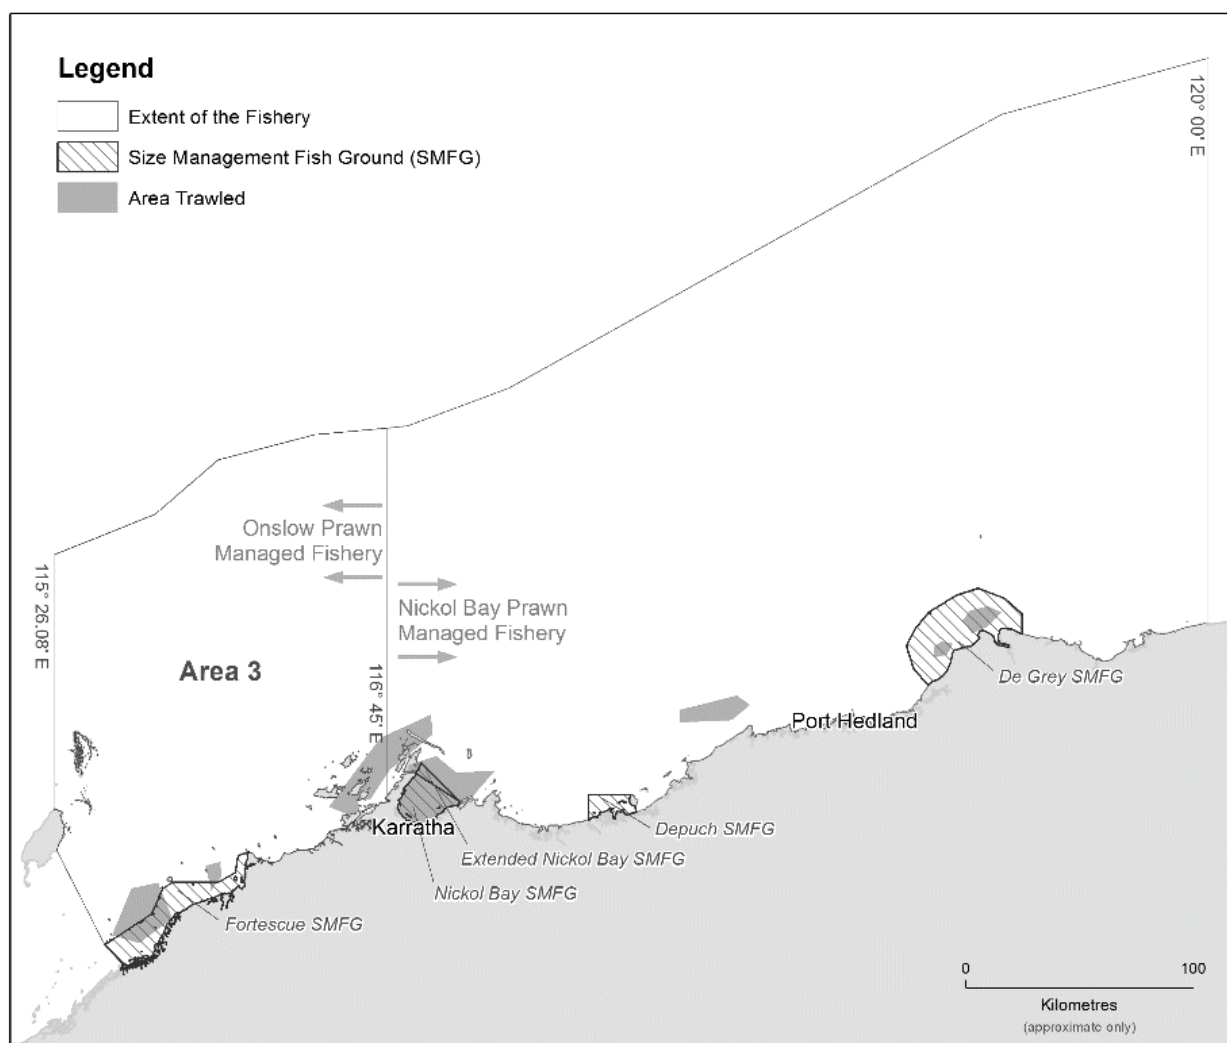 Legend
Extent of the Fishery
Size Management Fish Ground (SMFG)
Area Trawled
120° 00' E
Onslow Prawn
Managed Fishery
115° 26.08' E
Nickol Bay Prawn
Managed Fishery
Area 3
116° 45' E
De Grey SMFG
Port Hedland
Karratha
Depuch SMFG
Extended Nickol Bay SMFG
Nickol Bay SMFG
Fortescue SMFG
0 100
Kilometres
(approximate only)